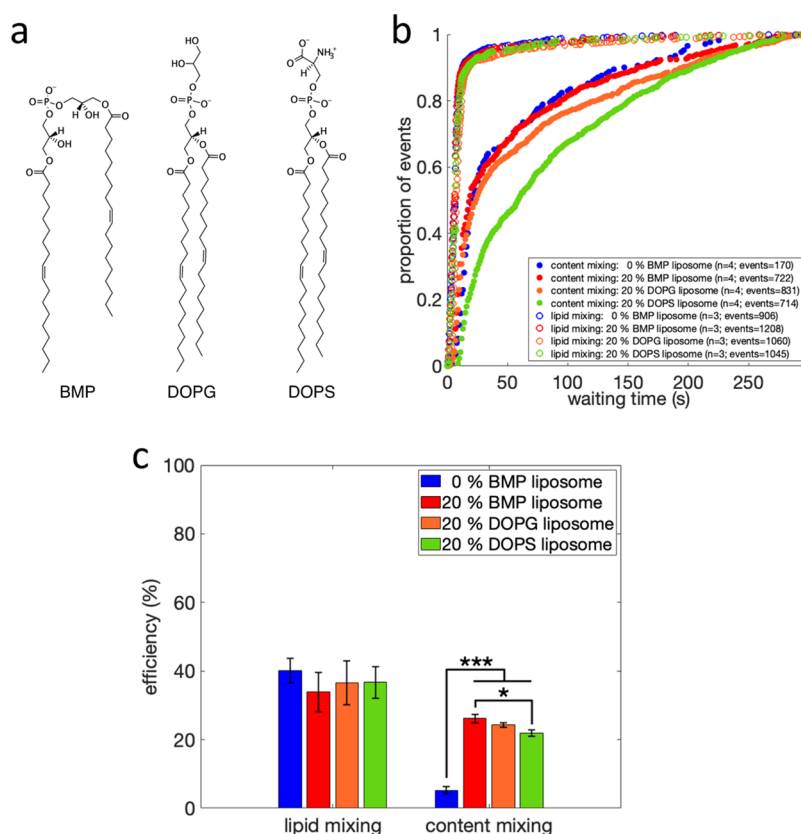 a
BMP
DOPG
DOPS
b
proportion of events
1
0.8
0.6
0.4
0.2
0
0
50
100
150
200
250
waiting time (s)
content mixing: 0 % BMP liposome (n=4; events=170)
content mixing: 20 % BMP liposome (n=4; events=722)
content mixing: 20 % DOPG liposome (n=4; events=831)
content mixing: 20 % DOPS liposome (n=4; events=714)
lipid mixing: 0 % BMP liposome (n=3; events=906)
lipid mixing: 20 % BMP liposome (n=3; events=1208)
lipid mixing: 20 % DOPG liposome (n=3; events=1060)
lipid mixing: 20 % DOPS liposome (n=3; events=1045)
c
efficiency (%)
100
80
60
40
20
0
0 % BMP liposome
20 % BMP liposome
20 % DOPG liposome
20 % DOPS liposome
***
*
lipid mixing
content mixing